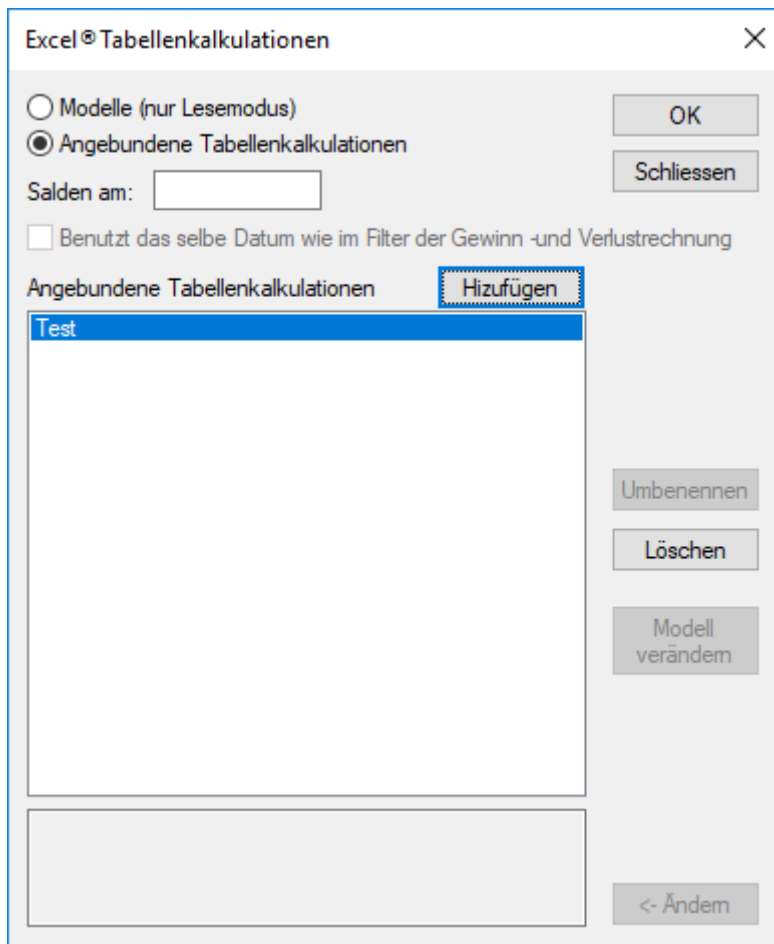 Excel® Tabellenkalkulationen
Modelle (nur Lesemodus)
OK
Angebundene Tabellenkalkulationen
Schliessen
Salden am:
Benutzt das selbe Datum wie im Filter der Gewinn -und Verlustrechnung
Angebundene Tabellenkalkulationen
Hizufügen
Test
Umbenennen
Löschen
Modell
verändern
<- Ändern